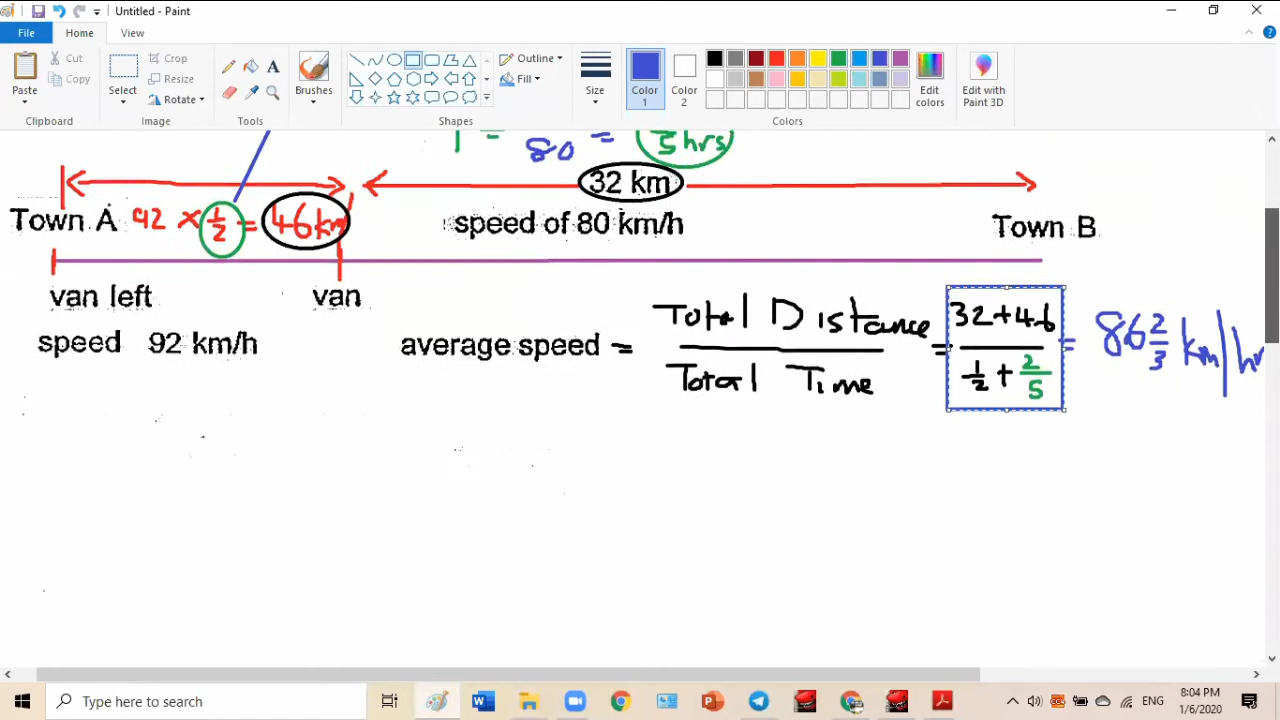 Untitled - Paint
File Home View
Paste Cut Copy Clipboard
Select Crop Resize Rotate Image
Tools
Brushes
Outline Fill Shapes
Size
Color 1 Color 2 Edit colors Colors
Edit with Paint 3D
80 = 5 hrs
32 km
Town A 92 × 1/2 = 46 km speed of 80 km/h Town B
van left van
speed 92 km/h
average speed = Total Distance / Total Time = 32+46 / 1/2 + 2/5 = 86 2/3 km/hr
Type here to search
ENG
8:04 PM
1/6/2020